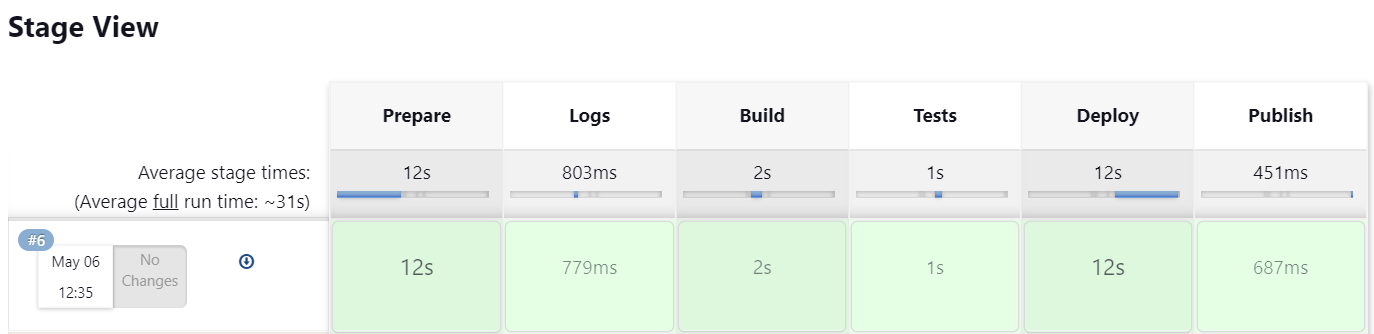 Stage View
Prepare Logs Build Tests Deploy Publish
Average stage times: 12s 803ms 2s 1s 12s 451ms
(Average full run time: ~31s)
#6
May 06 No
Changes
12:35
12s 779ms 2s 1s 12s 687ms